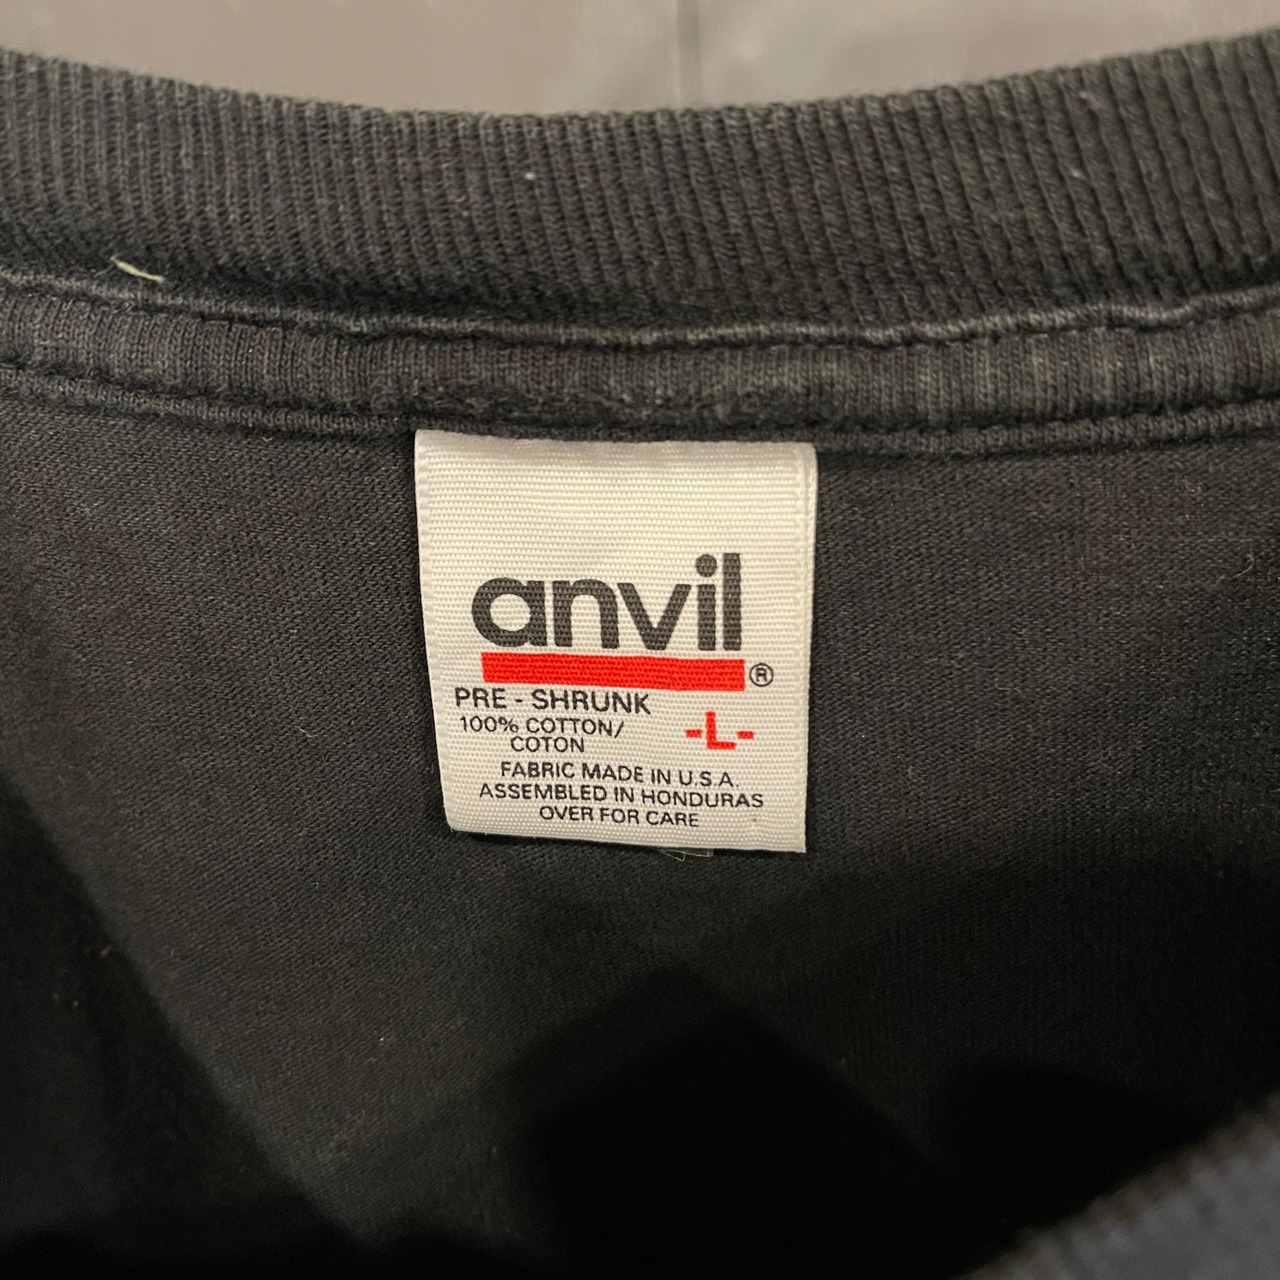 anvil
®
PRE - SHRUNK
100% COTTON/
COTON
-L-
FABRIC MADE IN U.S.A.
ASSEMBLED IN HONDURAS
OVER FOR CARE